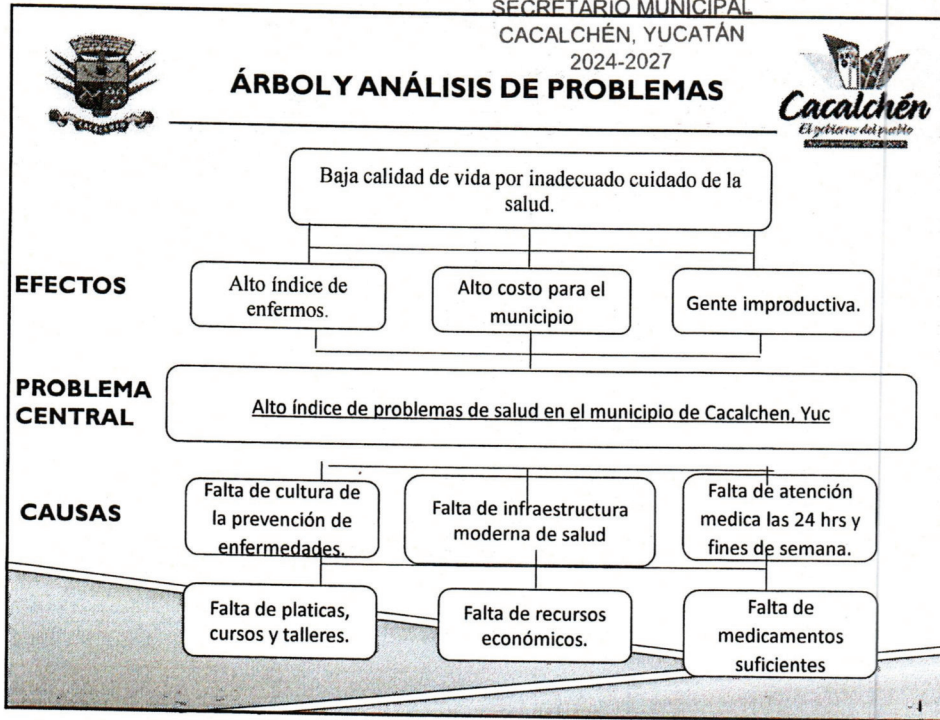 SECRETARIO MUNICIPAL
CACALCHÉN, YUCATÁN
2024-2027
ÁRBOL Y ANÁLISIS DE PROBLEMAS
Cacalchén
El gobierno del pueblo
Baja calidad de vida por inadecuado cuidado de la
salud.
EFECTOS
Alto índice de
enfermos.
Alto costo para el
municipio
Gente improductiva.
PROBLEMA
CENTRAL
Alto índice de problemas de salud en el municipio de Cacalchen, Yuc
CAUSAS
Falta de cultura de
la prevención de
enfermedades.
Falta de infraestructura
moderna de salud
Falta de atención
medica las 24 hrs y
fines de semana.
Falta de platicas,
cursos y talleres.
Falta de recursos
económicos.
Falta de
medicamentos
suficientes